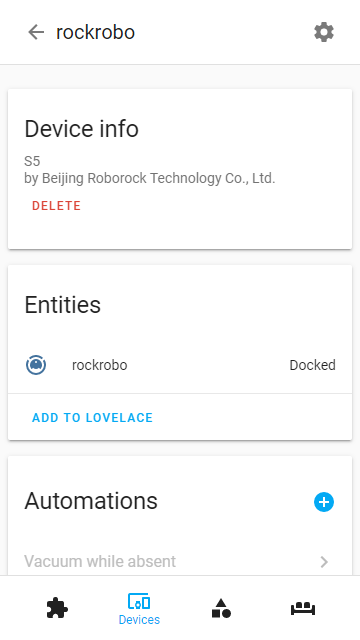 rockrobo
Device info
S5
by Beijing Roborock Technology Co., Ltd.
DELETE
Entities
rockrobo Docked
ADD TO LOVELACE
Automations
Vacuum while absent
Devices